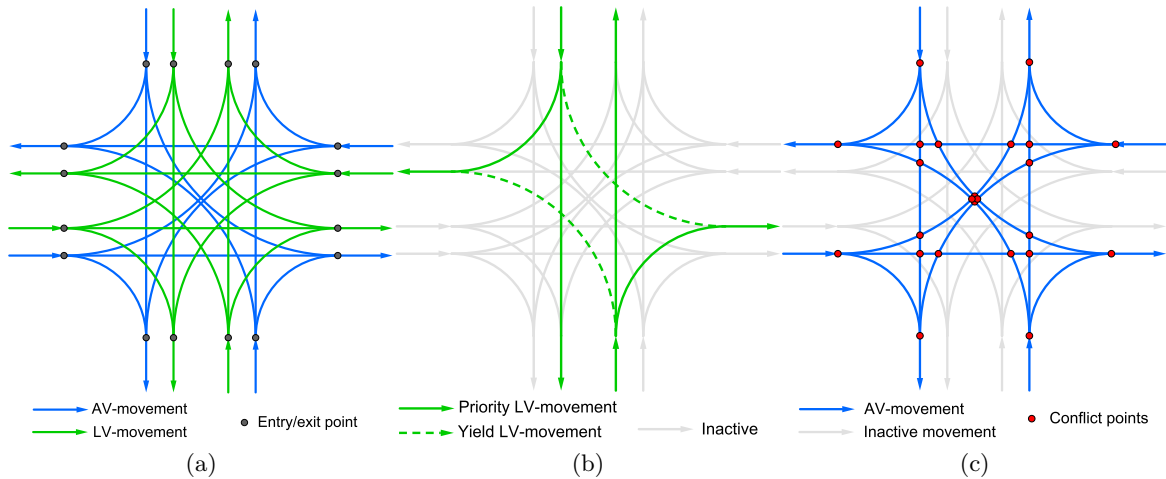 AV-movement
LV-movement
Entry/exit point
(a)
Priority LV-movement
Yield LV-movement
Inactive
(b)
AV-movement
Inactive movement
Conflict points
(c)